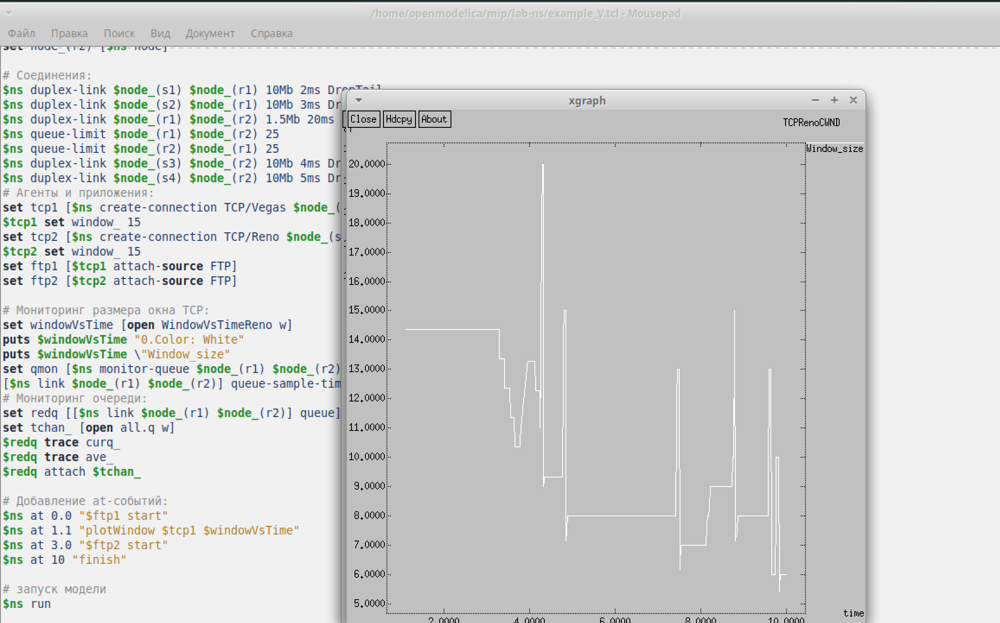 /home/openmodelica/mip/lab-ns/example_V.tcl - Mousepad
Файл Правка Поиск Вид Документ Справка
set node_(r2) [$ns node]
# Соединения:
$ns duplex-link $node_(s1) $node_(r1) 10Mb 2ms DropTail
$ns duplex-link $node_(s2) $node_(r1) 10Mb 3ms Dr
$ns duplex-link $node_(r1) $node_(r2) 1.5Mb 20ms
$ns queue-limit $node_(r1) $node_(r2) 25
$ns queue-limit $node_(r2) $node_(r1) 25
$ns duplex-link $node_(s3) $node_(r2) 10Mb 4ms Dr
$ns duplex-link $node_(s4) $node_(r2) 10Mb 5ms Dr
# Агенты и приложения:
set tcp1 [$ns create-connection TCP/Vegas $node_(
$tcp1 set window_ 15
set tcp2 [$ns create-connection TCP/Reno $node_(s
$tcp2 set window_ 15
set ftp1 [$tcp1 attach-source FTP]
set ftp2 [$tcp2 attach-source FTP]
# Мониторинг размера окна TCP:
set windowVsTime [open WindowVsTimeReno w]
puts $windowVsTime "0.Color: White"
puts $windowVsTime \"Window_size"
set qmon [$ns monitor-queue $node_(r1) $node_(r2)
[$ns link $node_(r1) $node_(r2)] queue-sample-tim
# Мониторинг очереди:
set redq [[$ns link $node_(r1) $node_(r2)] queue]
set tchan_ [open all.q w]
$redq trace curq_
$redq trace ave_
$redq attach $tchan_
# Добавление at-событий:
$ns at 0.0 "$ftp1 start"
$ns at 1.1 "plotWindow $tcp1 $windowVsTime"
$ns at 3.0 "$ftp2 start"
$ns at 10 "finish"
# запуск модели
$ns run
xgraph
Close Hdcpy About
TCPRenoCWND
Window_size
20.0000
19.0000
18.0000
17.0000
16.0000
15.0000
14.0000
13.0000
12.0000
11.0000
10.0000
9.0000
8.0000
7.0000
6.0000
5.0000
time
2.0000 4.0000 6.0000 8.0000 10.0000